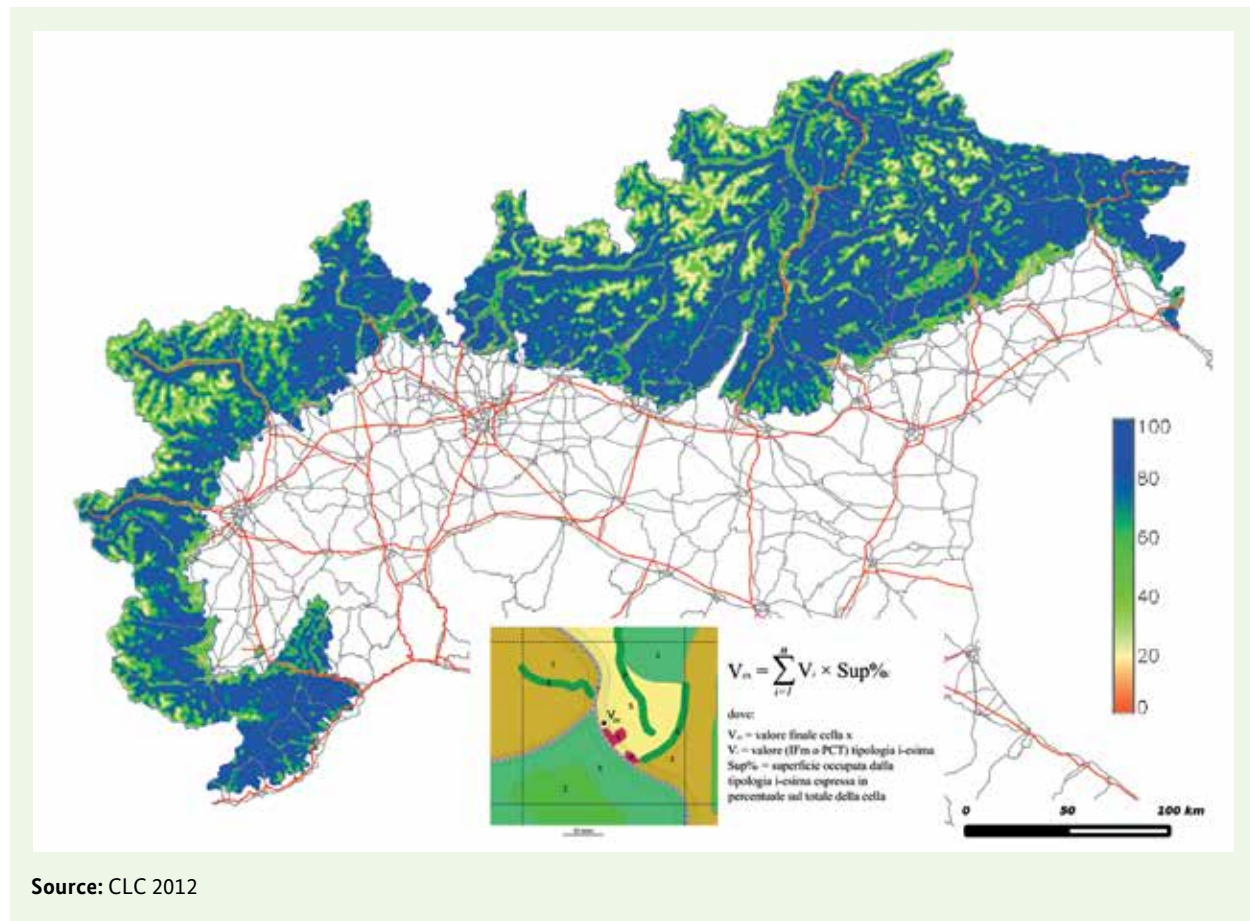 100
80
60
40
20
0
Vₘ = Σ Vᵢ × Sup%ᵢ
n
i=1
dove:
Vₘ = valore finale cella x
Vᵢ = valore (IFm o PCT) tipologia i-esima
Sup%ᵢ = superficie occupata dalla
tipologia i-esima espressa in
percentuale sul totale della cella
0 50 100 km
Source: CLC 2012